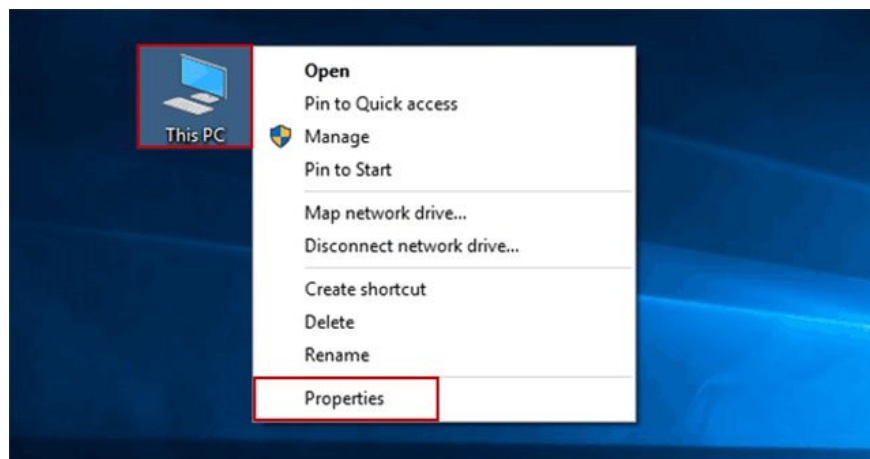 This PC
Open
Pin to Quick access
Manage
Pin to Start
Map network drive...
Disconnect network drive...
Create shortcut
Delete
Rename
Properties